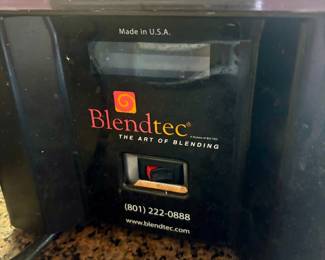 Made in U.S.A.
Blendtec®
THE ART OF BLENDING
(801) 222-0888
www.blendtec.com